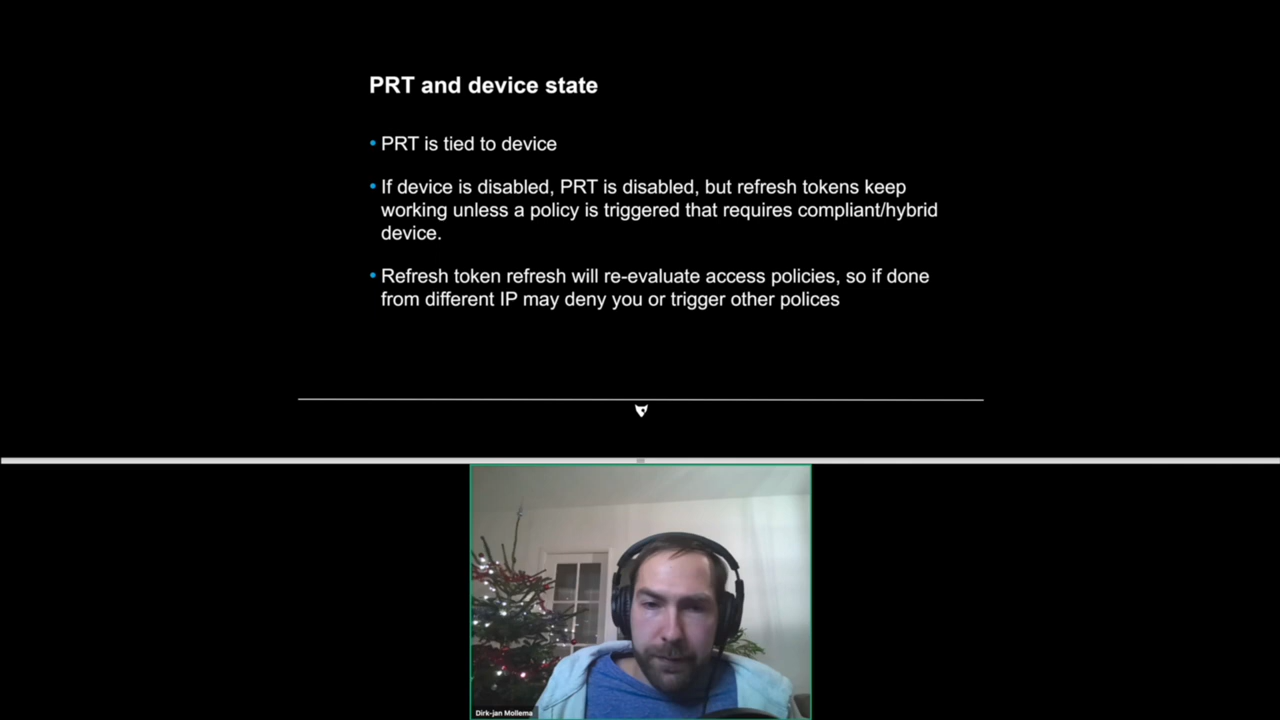 PRT and device state
• PRT is tied to device
• If device is disabled, PRT is disabled, but refresh tokens keep
working unless a policy is triggered that requires compliant/hybrid
device.
• Refresh token refresh will re-evaluate access policies, so if done
from different IP may deny you or trigger other polices
Dirk-jan Mollema